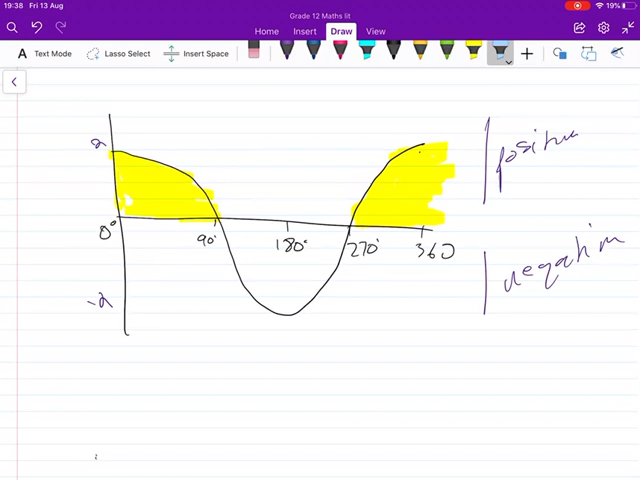 19:38 Fri 13 Aug
19%
Grade 12 Maths lit
Home Insert Draw View
A Text Mode Lasso Select Insert Space
2
positive
0°
90° 180° 270° 360
negative
-2